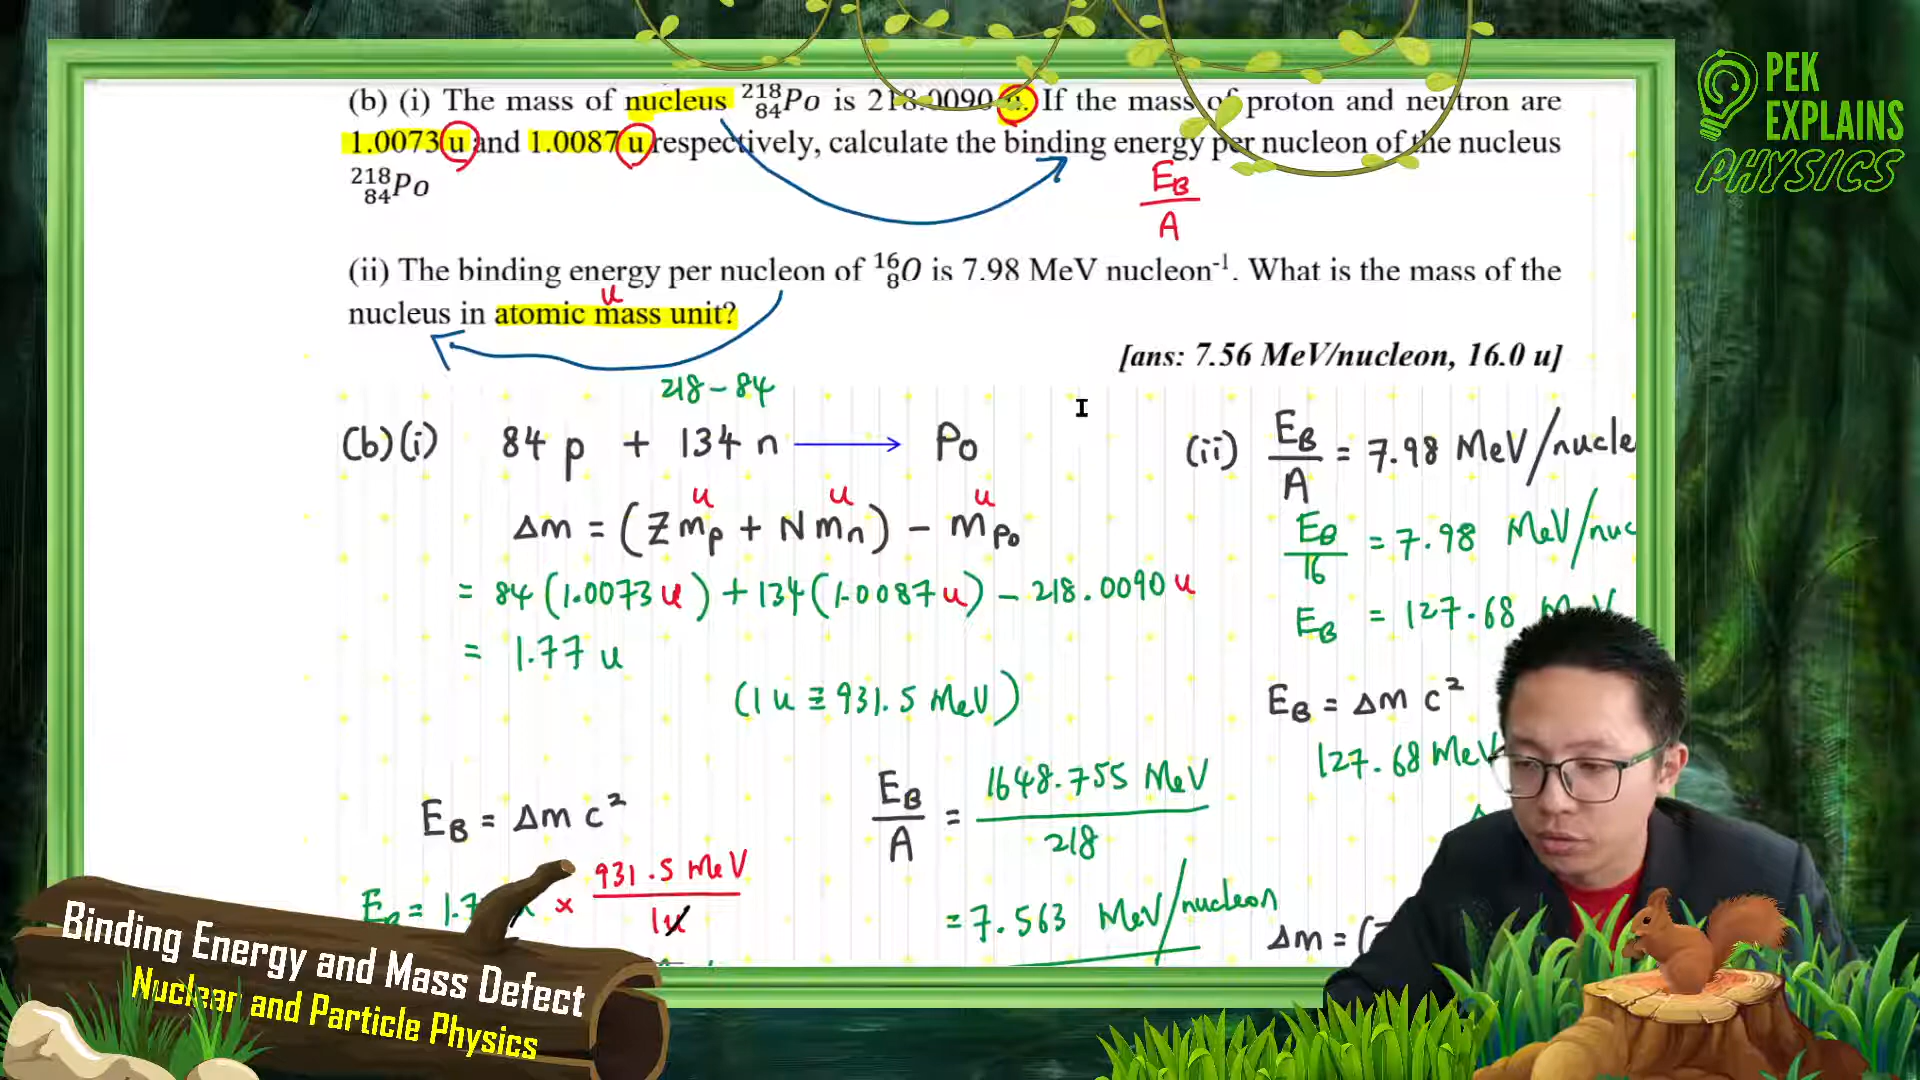 (b) (i) The mass of nucleus ²¹⁸₈₄Po is 218.0090 u. If the mass of proton and neutron are
1.0073 u and 1.0087 u respectively, calculate the binding energy per nucleon of the nucleus
²¹⁸₈₄Po
E_B/A
(ii) The binding energy per nucleon of ¹⁶₈O is 7.98 MeV nucleon⁻¹. What is the mass of the
u
nucleus in atomic mass unit?
[ans: 7.56 MeV/nucleon, 16.0 u]
218 - 84
(b)(i) 84 p + 134 n → Po
u u u
Δm = (Z m_p + N m_n) - m_Po
= 84 (1.0073 u) + 134 (1.0087 u) - 218.0090 u
= 1.77 u
(1 u ≡ 931.5 MeV)
E_B = Δm c²
931.5 MeV
× 1u
E_B/A = 1648.755 MeV / 218
= 7.563 MeV/nucleon
(ii) E_B/A = 7.98 MeV/nucle
E_B/16 = 7.98 MeV/nuc
E_B = 127.68 MeV
E_B = Δm c²
127.68 MeV
Δm = (
PEK
EXPLAINS
PHYSICS
Binding Energy and Mass Defect
Nuclear and Particle Physics